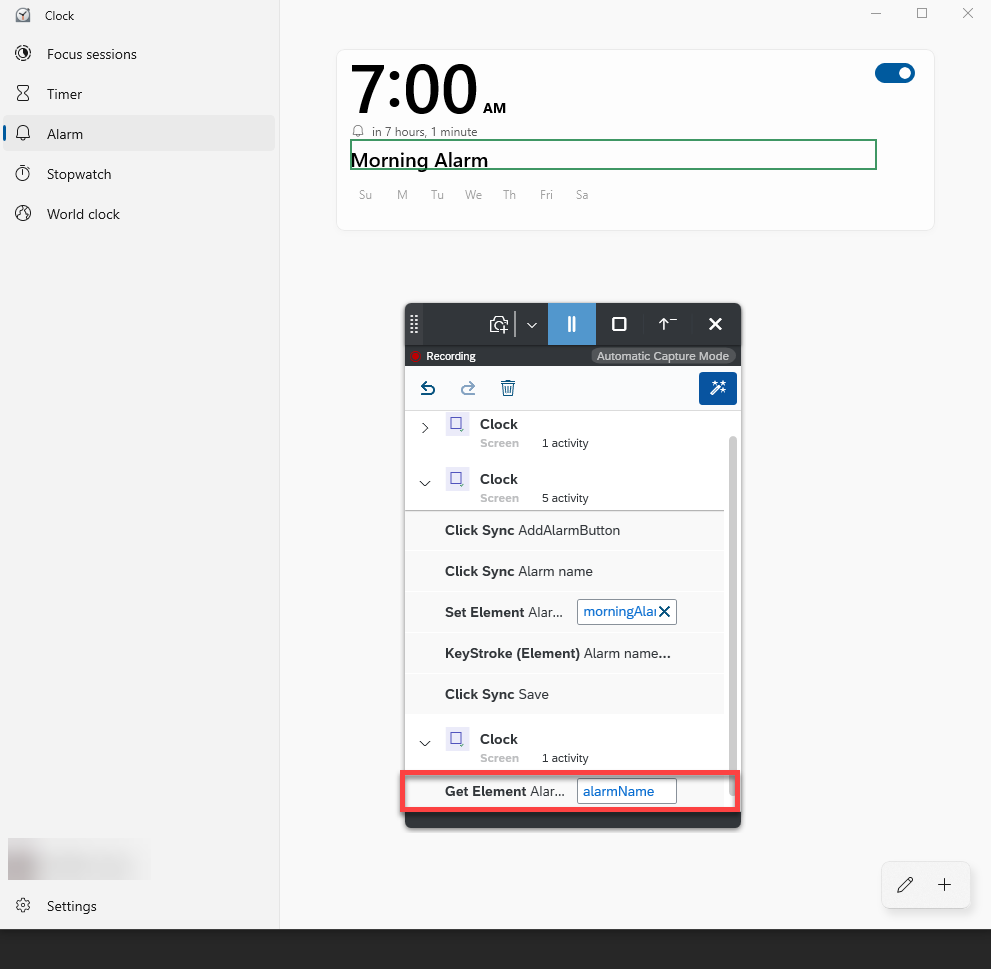 Clock
Focus sessions
Timer
Alarm
Stopwatch
World clock
Settings
7:00 AM
in 7 hours, 1 minute
Morning Alarm
Su M Tu We Th Fri Sa
Recording Automatic Capture Mode
Clock
Screen 1 activity
Clock
Screen 5 activity
Click Sync AddAlarmButton
Click Sync Alarm name
Set Element Alar... morningAlar
KeyStroke (Element) Alarm name...
Click Sync Save
Clock
Screen 1 activity
Get Element Alar... alarmName